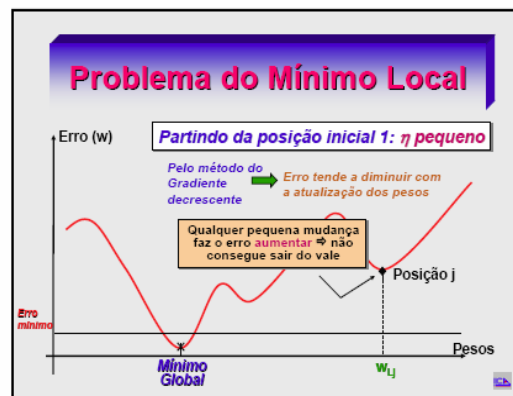 Problema do Mínimo Local
Erro (w)
Partindo da posição inicial 1: η pequeno
Pelo método do
Gradiente
decrescente
Erro tende a diminuir com
a atualização dos pesos
Qualquer pequena mudança
faz o erro aumentar ⇨ não
consegue sair do vale
Posição j
Erro
mínimo
Pesos
Mínimo
Global
wij